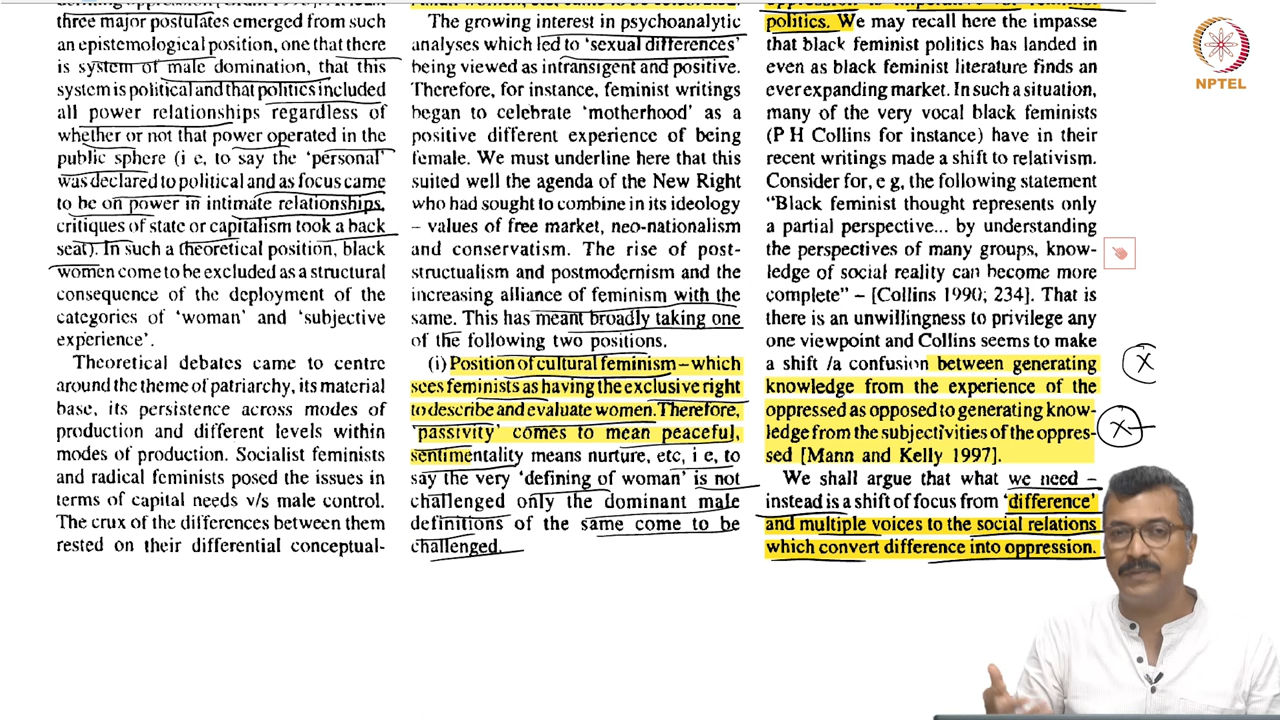 three major postulates emerged from such
an epistemological position, one that there
is system of male domination, that this
system is political and that politics included
all power relationships regardless of
whether or not that power operated in the
public sphere (i e, to say the 'personal'
was declared to political and as focus came
to be on power in intimate relationships,
critiques of state or capitalism took a back
seat). In such a theoretical position, black
women come to be excluded as a structural
consequence of the deployment of the
categories of 'woman' and 'subjective
experience'.
Theoretical debates came to centre
around the theme of patriarchy, its material
base, its persistence across modes of
production and different levels within
modes of production. Socialist feminists
and radical feminists posed the issues in
terms of capital needs v/s male control.
The crux of the differences between them
rested on their differential conceptual-
The growing interest in psychoanalytic
analyses which led to 'sexual differences'
being viewed as intransigent and positive.
Therefore, for instance, feminist writings
began to celebrate 'motherhood' as a
positive different experience of being
female. We must underline here that this
suited well the agenda of the New Right
who had sought to combine in its ideology
– values of free market, neo-nationalism
and conservatism. The rise of post-
structualism and postmodernism and the
increasing alliance of feminism with the
same. This has meant broadly taking one
of the following two positions.
(i) Position of cultural feminism – which
sees feminists as having the exclusive right
to describe and evaluate women. Therefore,
'passivity' comes to mean peaceful,
sentimentality means nurture, etc, i e, to
say the very 'defining of woman' is not
challenged only the dominant male
definitions of the same come to be
challenged.
politics. We may recall here the impasse
that black feminist politics has landed in
even as black feminist literature finds an
ever expanding market. In such a situation,
many of the very vocal black feminists
(P H Collins for instance) have in their
recent writings made a shift to relativism.
Consider for, e g, the following statement
"Black feminist thought represents only
a partial perspective... by understanding
the perspectives of many groups, know-
ledge of social reality can become more
complete" – [Collins 1990; 234]. That is
there is an unwillingness to privilege any
one viewpoint and Collins seems to make
a shift /a confusion between generating
knowledge from the experience of the
oppressed as opposed to generating know-
ledge from the subjectivities of the oppres-
sed [Mann and Kelly 1997].
We shall argue that what we need –
instead is a shift of focus from 'difference'
and multiple voices to the social relations
which convert difference into oppression.
X
X
NPTEL